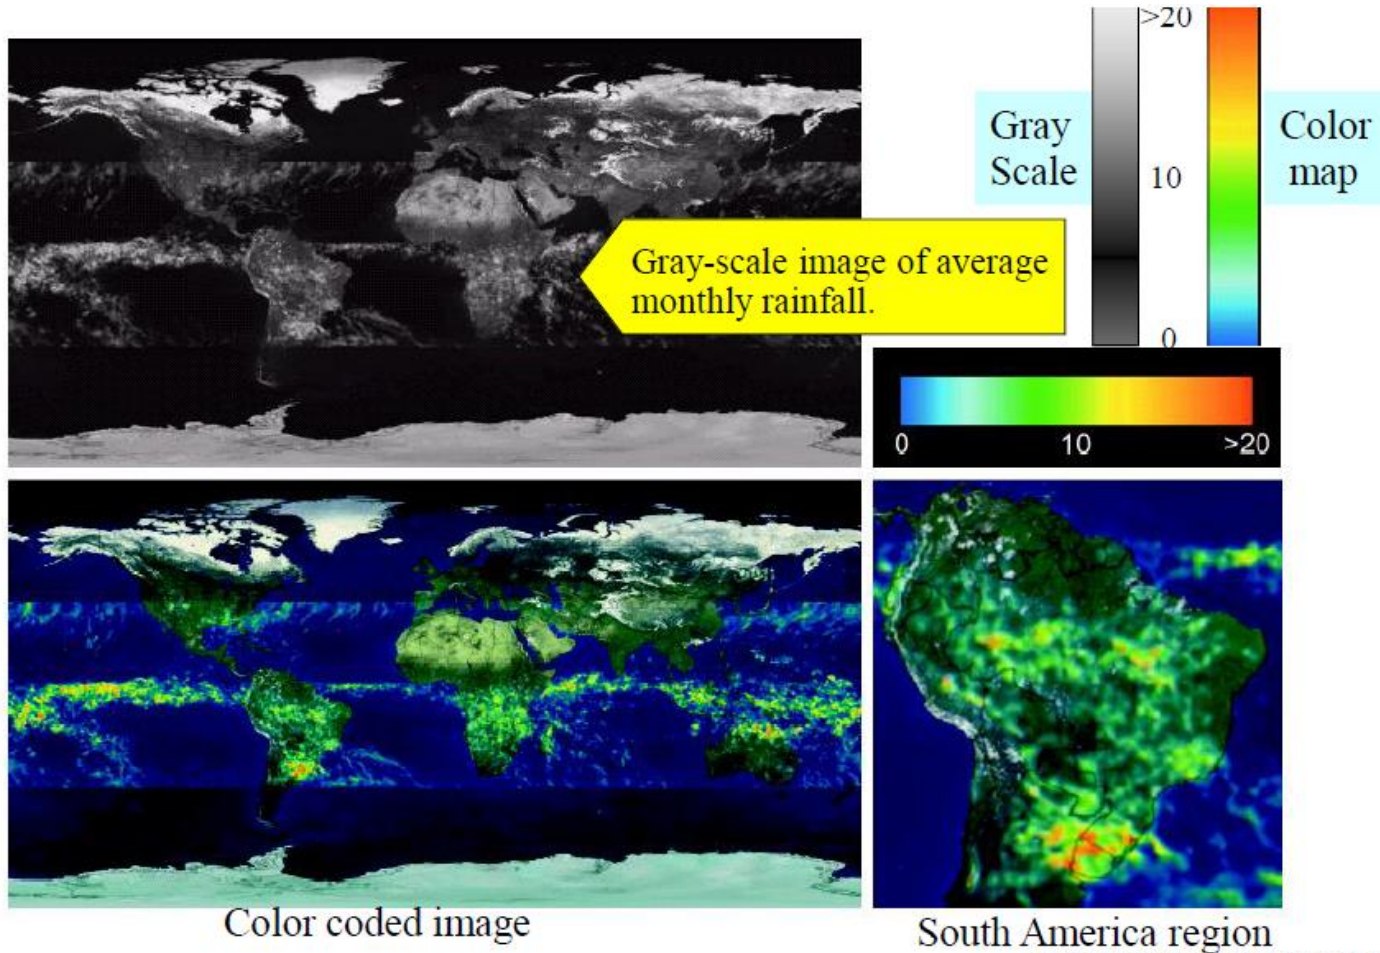 >20
Gray
Scale
10
0
Color
map
Gray-scale image of average
monthly rainfall.
0
10
>20
Color coded image
South America region